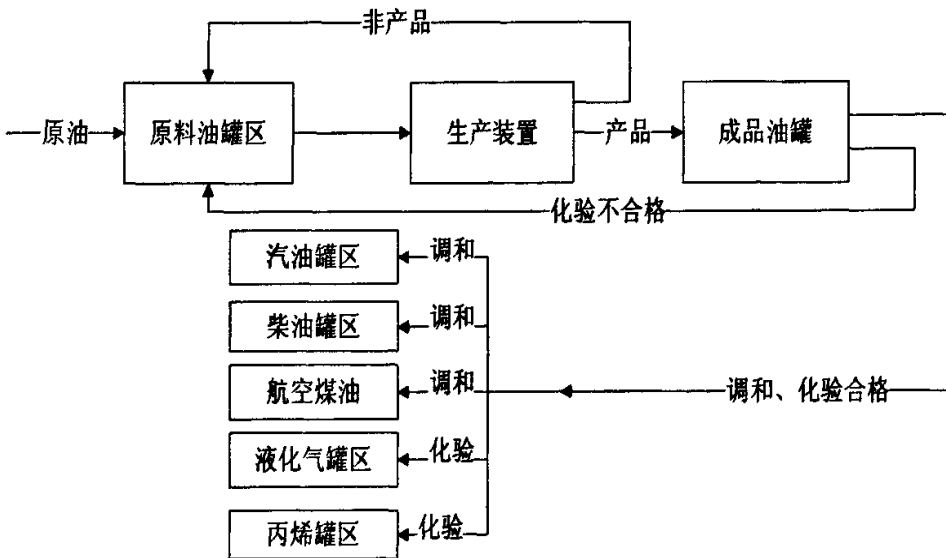 非产品
原油
原料油罐区
生产装置
产品
成品油罐
化验不合格
汽油罐区
调和
柴油罐区
调和
航空煤油
调和
调和、化验合格
液化气罐区
化验
丙烯罐区
化验